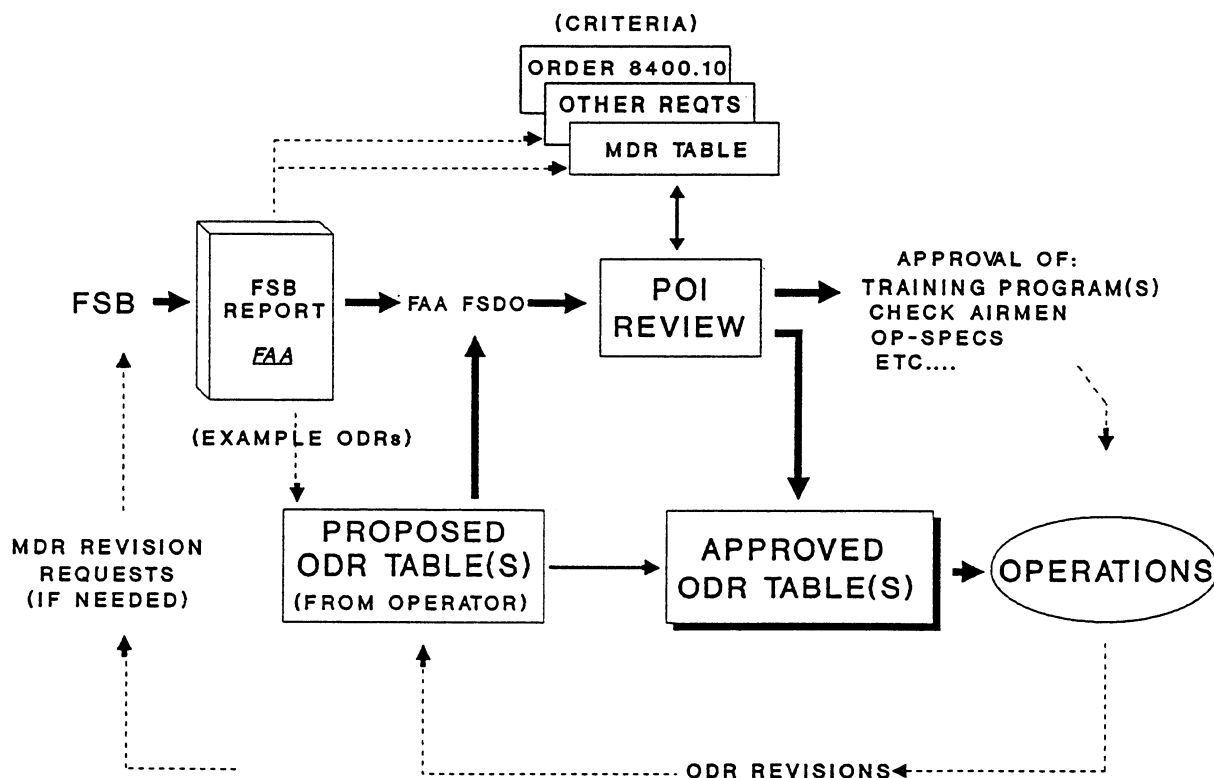 (CRITERIA)
ORDER 8400.10
OTHER REQTS
MDR TABLE
FSB
FSB
REPORT
FAA
FAA FSDO
POI
REVIEW
APPROVAL OF:
TRAINING PROGRAM(S)
CHECK AIRMEN
OP-SPECS
ETC....
(EXAMPLE ODRs)
MDR REVISION
REQUESTS
(IF NEEDED)
PROPOSED
ODR TABLE(S)
(FROM OPERATOR)
APPROVED
ODR TABLE(S)
OPERATIONS
ODR REVISIONS